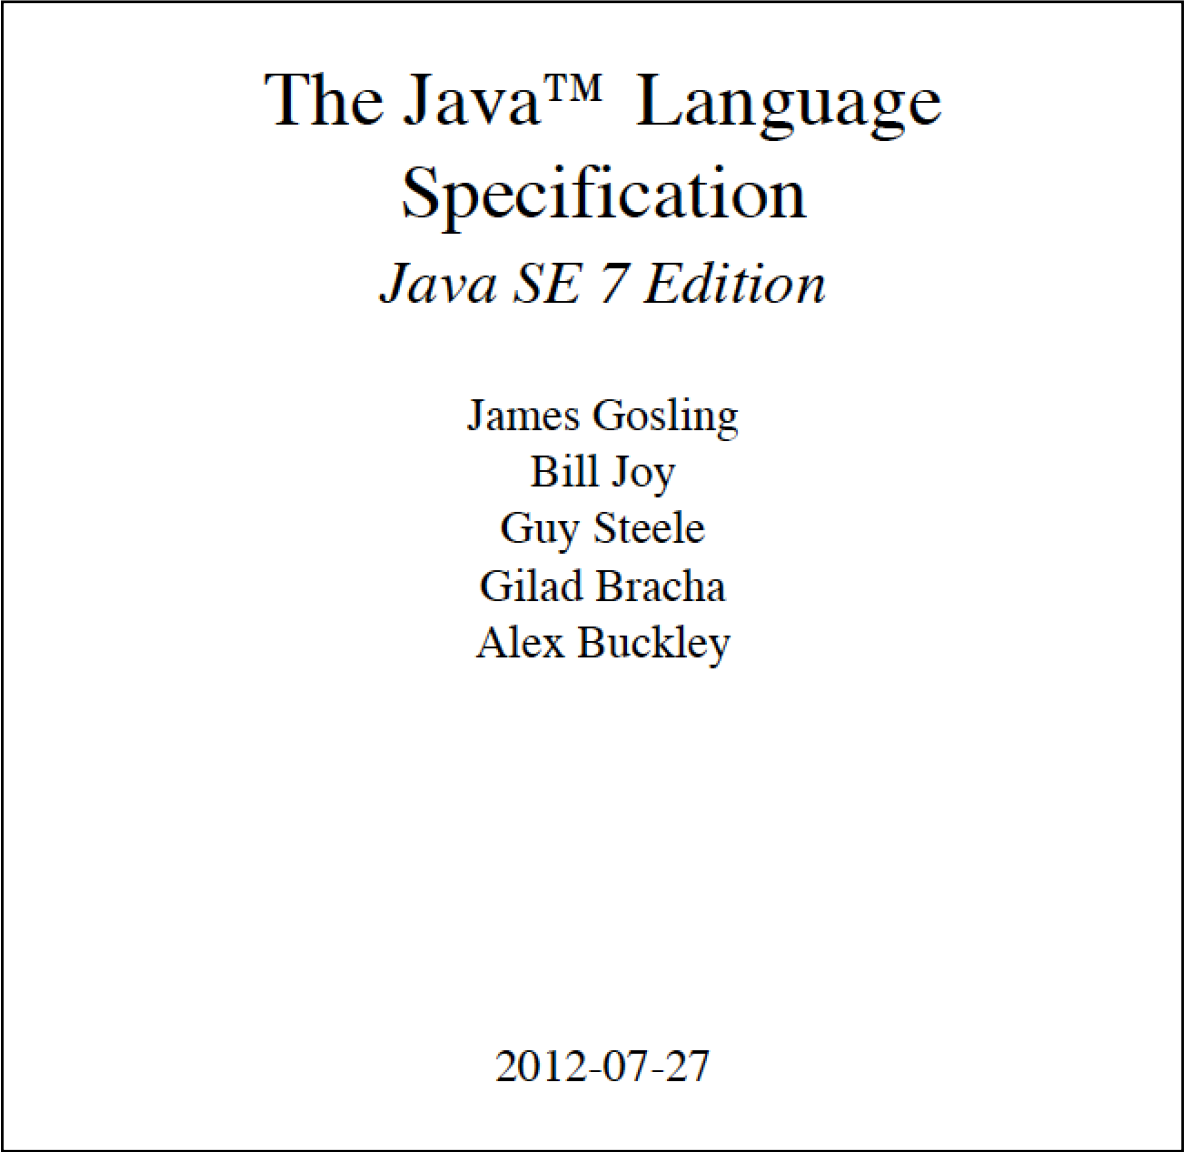 The Java™ Language
Specification
Java SE 7 Edition
James Gosling
Bill Joy
Guy Steele
Gilad Bracha
Alex Buckley
2012-07-27